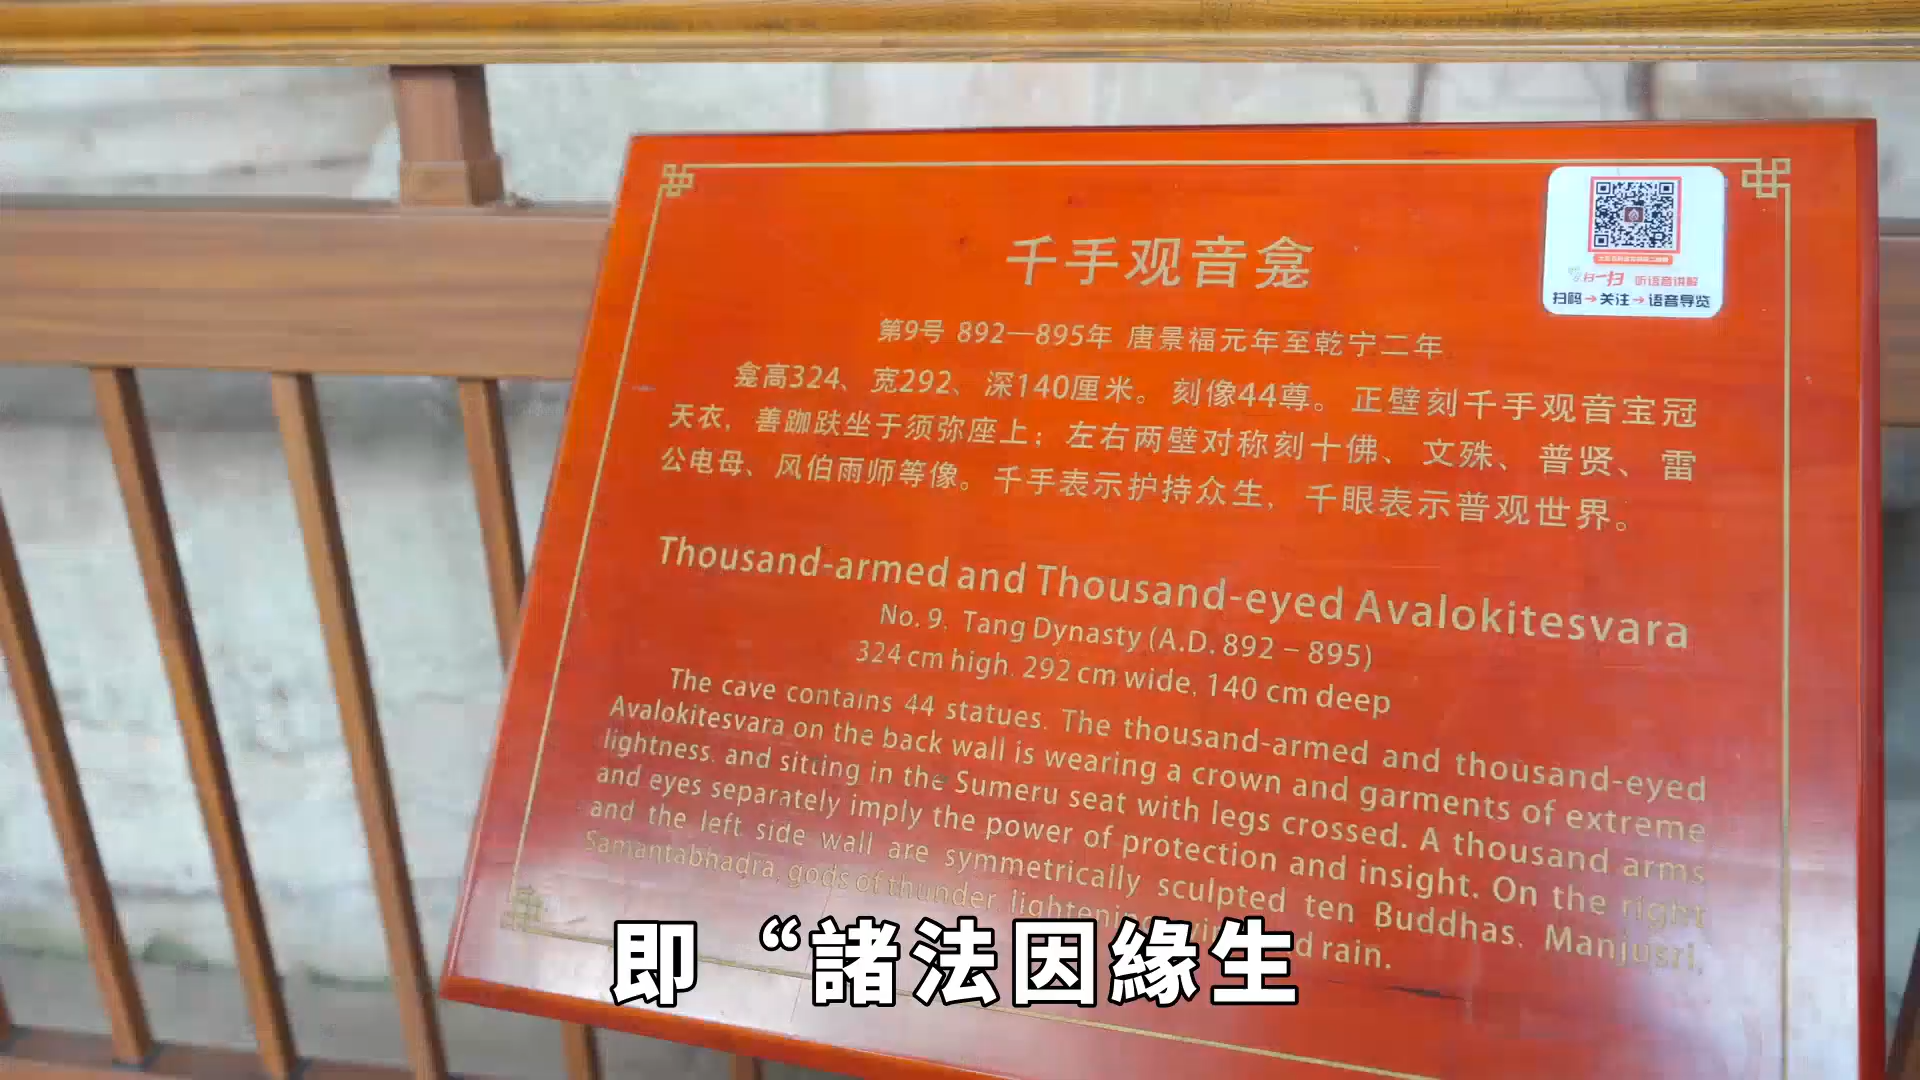 千手观音龛
扫一扫 听语音讲解
扫码→关注→语音导览
第9号 892—895年 唐景福元年至乾宁二年
龛高324、宽292、深140厘米。刻像44尊。正壁刻千手观音宝冠
天衣，善跏趺坐于须弥座上；左右两壁对称刻十佛、文殊、普贤、雷
公电母、风伯雨师等像。千手表示护持众生，千眼表示普观世界。
Thousand-armed and Thousand-eyed Avalokitesvara
No. 9. Tang Dynasty (A.D. 892 – 895)
324 cm high. 292 cm wide, 140 cm deep
The cave contains 44 statues. The thousand-armed and thousand-eyed
Avalokitesvara on the back wall is wearing a crown and garments of extreme
lightness. and sitting in the Sumeru seat with legs crossed. A thousand arms
and eyes separately imply the power of protection and insight. On the right
and the left side wall are symmetrically sculpted ten Buddhas. Manjusri,
Samantabhadra, gods of thunder, rain.
即“諸法因緣生